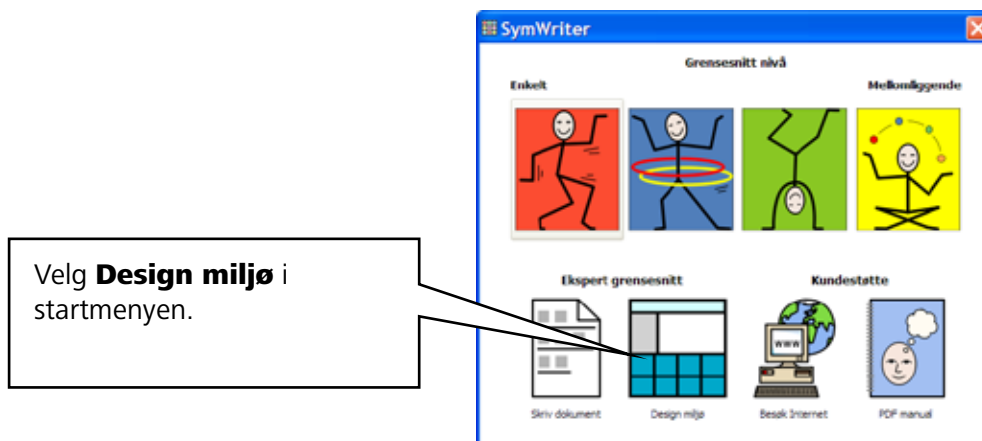 SymWriter
Grensesnitt nivå
Enkelt
Mellomliggende
Velg Design miljø i
startmenyen.
Ekspert grensesnitt
Kundestøtte
www
Skriv dokument
Design miljø
Besøk Internet
PDF manual